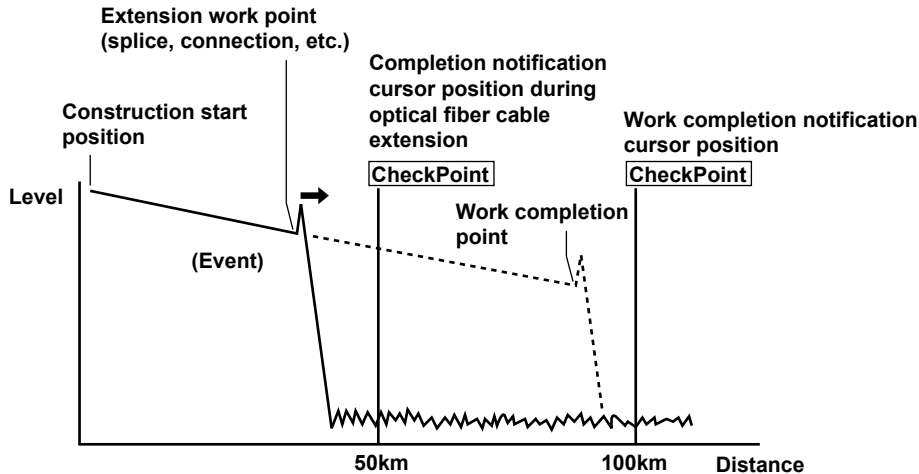 Extension work point
(splice, connection, etc.)
Construction start
position
Completion notification
cursor position during
optical fiber cable
extension
CheckPoint
Work completion notification
cursor position
CheckPoint
Level
Work completion
point
(Event)
50km
100km
Distance